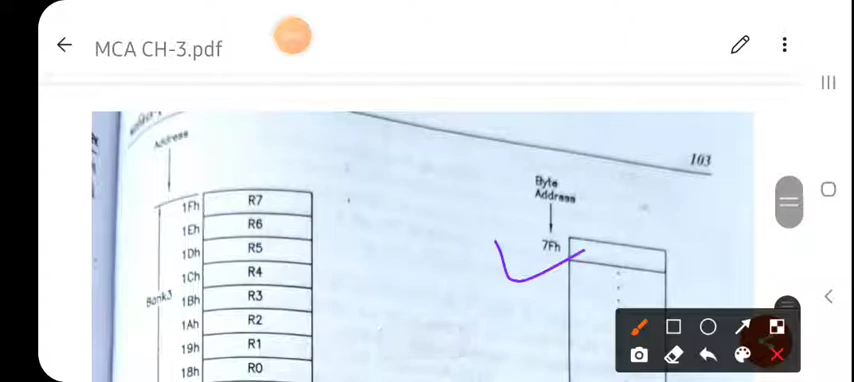 MCA CH-3.pdf
103
Address
Byte
Address
7Fh
1Fh R7
1Eh R6
1Dh R5
1Ch R4
Bank3
1Bh R3
1Ah R2
19h R1
18h R0